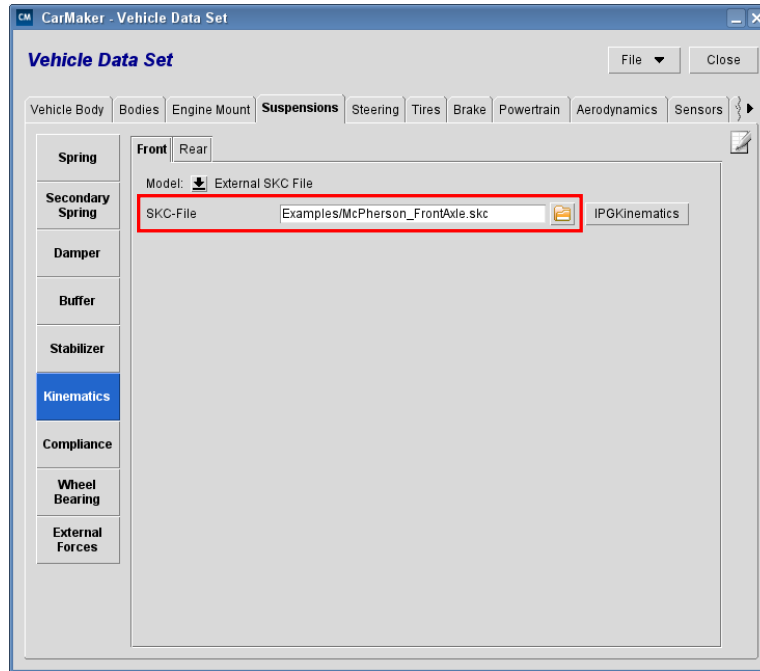 CM CarMaker - Vehicle Data Set
Vehicle Data Set
File
Close
Vehicle Body Bodies Engine Mount Suspensions Steering Tires Brake Powertrain Aerodynamics Sensors
Spring
Secondary
Spring
Damper
Buffer
Stabilizer
Kinematics
Compliance
Wheel
Bearing
External
Forces
Front Rear
Model: External SKC File
SKC-File Examples/McPherson_FrontAxle.skc IPGKinematics